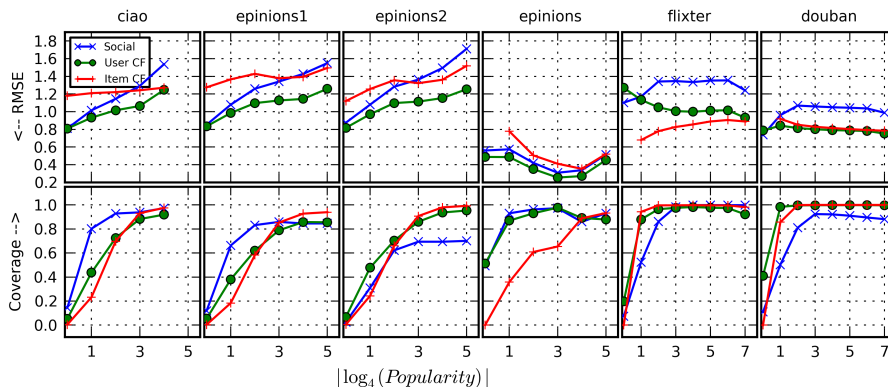 ciao epinions1 epinions2 epinions flixter douban
Social
User CF
Item CF
<-- RMSE
1.8
1.6
1.4
1.2
1.0
0.8
0.6
0.4
0.2
Coverage -->
1.0
0.8
0.6
0.4
0.2
0.0
1 3 5 1 3 5 1 3 5 1 3 5 1 3 5 7 1 3 5 7
|log₄(Popularity)|